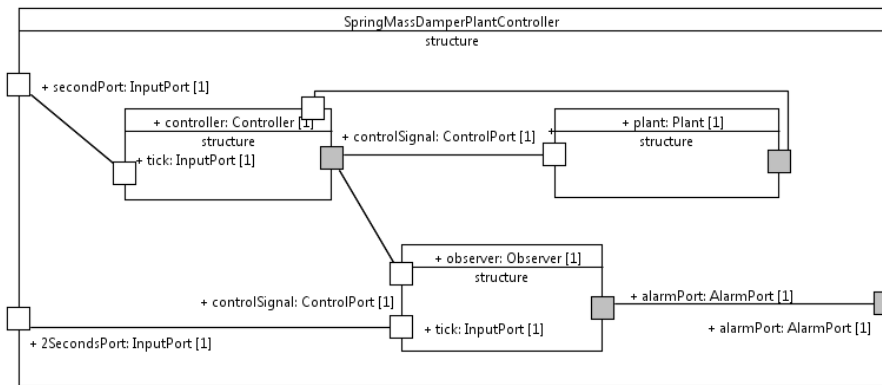 SpringMassDamperPlantController
structure
+ secondPort: InputPort [1]
+ controller: Controller [1]
structure
+ tick: InputPort [1]
+ controlSignal: ControlPort [1]
+
+ plant: Plant [1]
structure
+ observer: Observer [1]
structure
+ controlSignal: ControlPort [1]
+ tick: InputPort [1]
+ alarmPort: AlarmPort [1]
+ alarmPort: AlarmPort [1]
+ 2SecondsPort: InputPort [1]